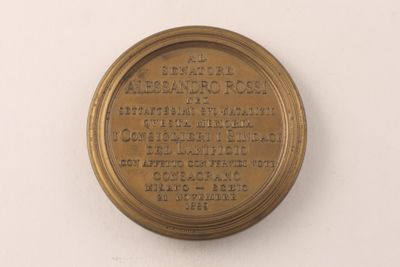 AL
SENATORE
ALESSANDRO ROSSI
NEL
SETTANTESIMO SUO NATALIZIO
QUESTA MEMORIA
I CONSIGLIERI I SINDACI
DEL LANIFICIO
CON AFFETTO CON FERVIDI VOTI
CONSACRANO
MILANO — SCHIO
21 NOVEMBRE
1889